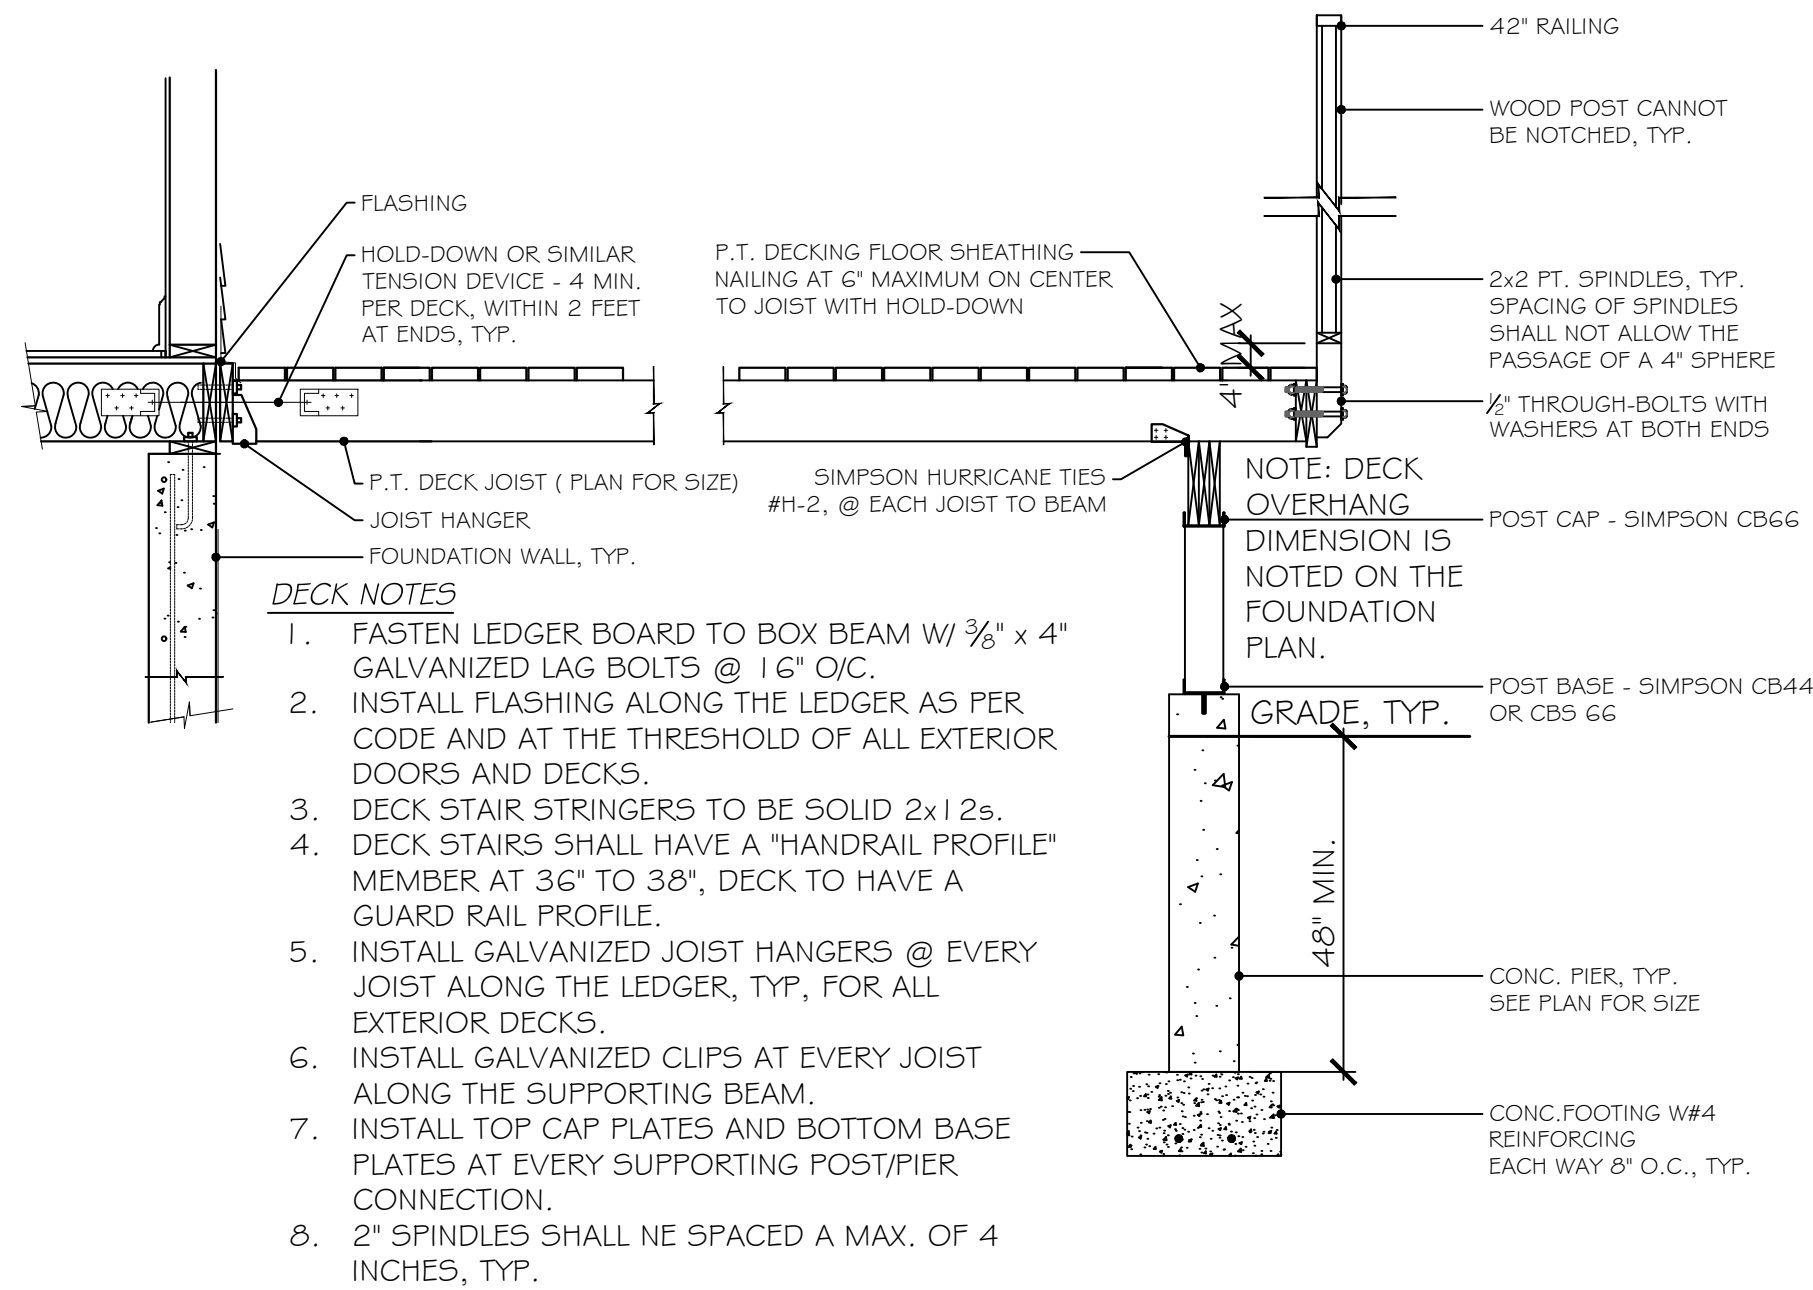 42" RAILING
WOOD POST CANNOT
BE NOTCHED, TYP.
FLASHING
HOLD-DOWN OR SIMILAR
TENSION DEVICE - 4 MIN.
PER DECK, WITHIN 2 FEET
AT ENDS, TYP.
P.T. DECKING FLOOR SHEATHING
NAILING AT 6" MAXIMUM ON CENTER
TO JOIST WITH HOLD-DOWN
4" MAX
2x2 PT. SPINDLES, TYP.
SPACING OF SPINDLES
SHALL NOT ALLOW THE
PASSAGE OF A 4" SPHERE
½" THROUGH-BOLTS WITH
WASHERS AT BOTH ENDS
P.T. DECK JOIST ( PLAN FOR SIZE)
JOIST HANGER
FOUNDATION WALL, TYP.
SIMPSON HURRICANE TIES
#H-2, @ EACH JOIST TO BEAM
NOTE: DECK
OVERHANG
DIMENSION IS
NOTED ON THE
FOUNDATION
PLAN.
POST CAP - SIMPSON CB66
POST BASE - SIMPSON CB44
OR CBS 66
GRADE, TYP.
48" MIN.
CONC. PIER, TYP.
SEE PLAN FOR SIZE
CONC.FOOTING W#4
REINFORCING
EACH WAY 8" O.C., TYP.
DECK NOTES
1. FASTEN LEDGER BOARD TO BOX BEAM W/ ⅜" x 4"
GALVANIZED LAG BOLTS @ 16" O/C.
2. INSTALL FLASHING ALONG THE LEDGER AS PER
CODE AND AT THE THRESHOLD OF ALL EXTERIOR
DOORS AND DECKS.
3. DECK STAIR STRINGERS TO BE SOLID 2x12s.
4. DECK STAIRS SHALL HAVE A "HANDRAIL PROFILE"
MEMBER AT 36" TO 38", DECK TO HAVE A
GUARD RAIL PROFILE.
5. INSTALL GALVANIZED JOIST HANGERS @ EVERY
JOIST ALONG THE LEDGER, TYP, FOR ALL
EXTERIOR DECKS.
6. INSTALL GALVANIZED CLIPS AT EVERY JOIST
ALONG THE SUPPORTING BEAM.
7. INSTALL TOP CAP PLATES AND BOTTOM BASE
PLATES AT EVERY SUPPORTING POST/PIER
CONNECTION.
8. 2" SPINDLES SHALL NE SPACED A MAX. OF 4
INCHES, TYP.